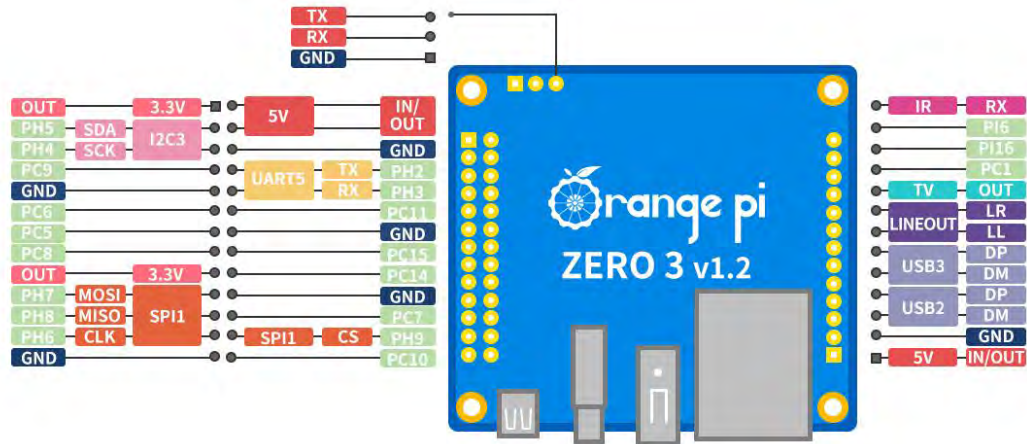 TX
RX
GND
OUT 3.3V
PH5 SDA I2C3
PH4 SCK
PC9
GND
PC6
PC5
PC8
OUT 3.3V
PH7 MOSI SPI1
PH8 MISO
PH6 CLK
GND
5V IN/
OUT
GND
UART5 TX PH2
RX PH3
PC11
GND
PC15
PC14
GND
PC7
SPI1 CS PH9
PC10
range pi
ZERO 3 v1.2
IR RX
PI6
PI16
PC1
TV OUT
LINEOUT LR
LL
USB3 DP
DM
USB2 DP
DM
GND
5V IN/OUT